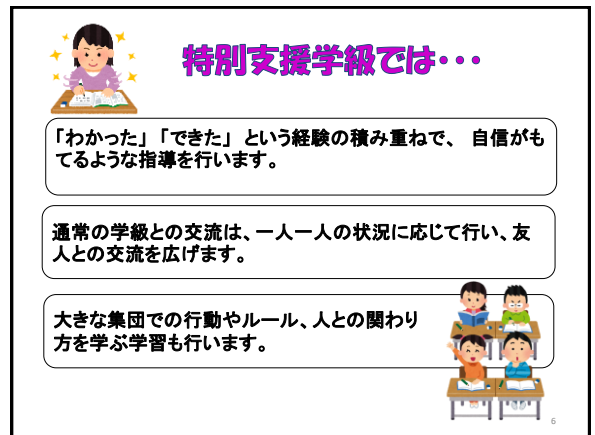 特別支援学級では・・・
「わかった」「できた」 という経験の積み重ねで、 自信がも
てるような指導を行います。
通常の学級との交流は、一人一人の状況に応じて行い、友
人との交流を広げます。
大きな集団での行動やルール、人との関わり
方を学ぶ学習も行います。
6